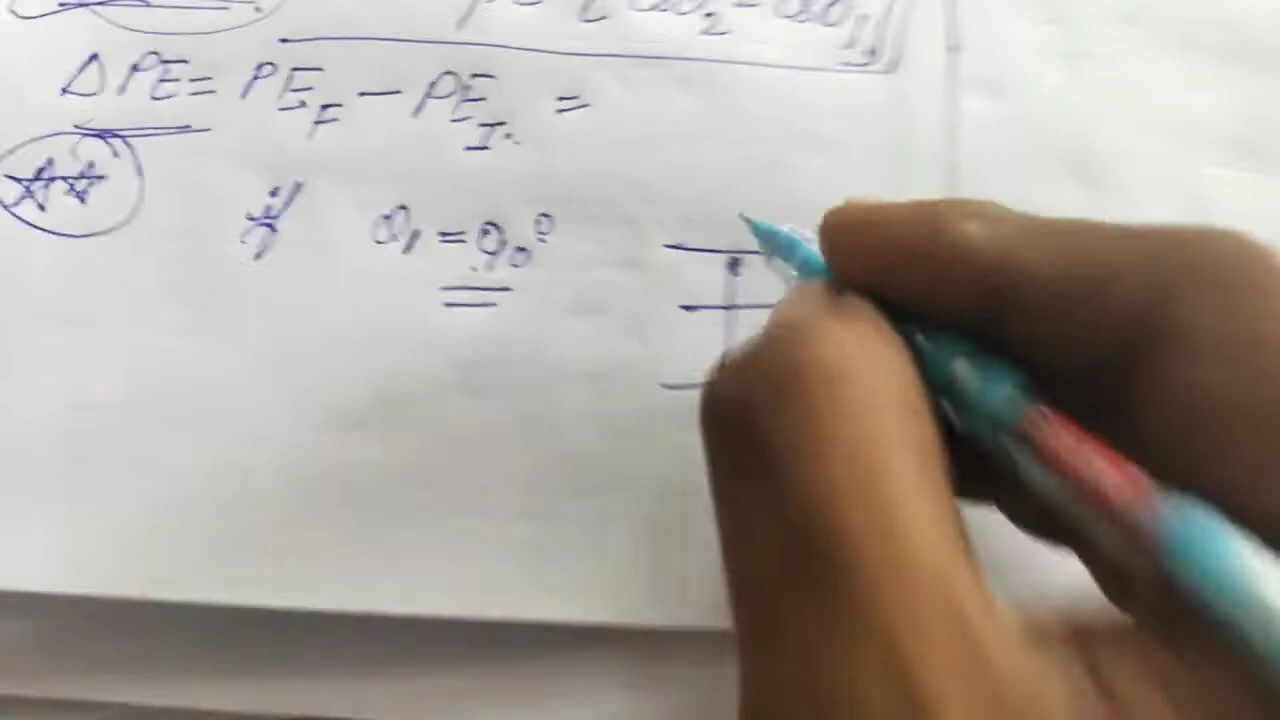 ΔPE = PE_F - PE_I =
if θ₁ = 90°